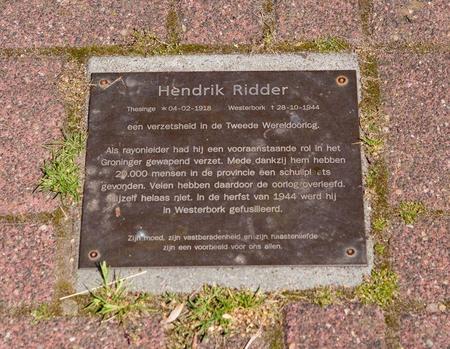 Hendrik Ridder
Thesinge ✶04-02-1918 Westerbork † 28-10-1944
een verzetsheld in de Tweede Wereldoorlog.
Als rayonleider had hij een vooraanstaande rol in het
Groninger gewapend verzet. Mede dankzij hem hebben
20.000 mensen in de provincie een schuilplaats
gevonden. Velen hebben daardoor de oorlog overleefd.
Hijzelf helaas niet. In de herfst van 1944 werd hij
in Westerbork gefusilleerd.
Zijn moed, zijn vastberadenheid en zijn naastenliefde
zijn een voorbeeld voor ons allen.